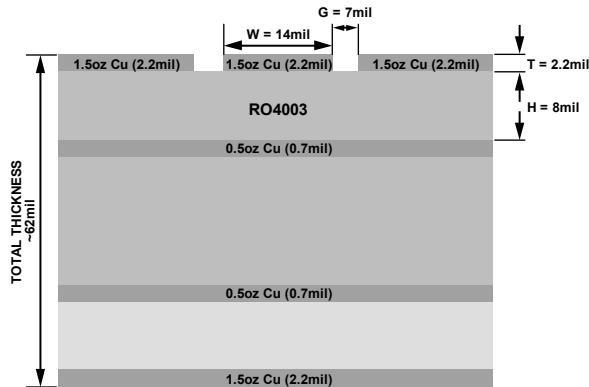 G = 7mil
W = 14mil
1.5oz Cu (2.2mil) 1.5oz Cu (2.2mil) 1.5oz Cu (2.2mil)
T = 2.2mil
RO4003
H = 8mil
0.5oz Cu (0.7mil)
TOTAL THICKNESS
~62mil
0.5oz Cu (0.7mil)
1.5oz Cu (2.2mil)